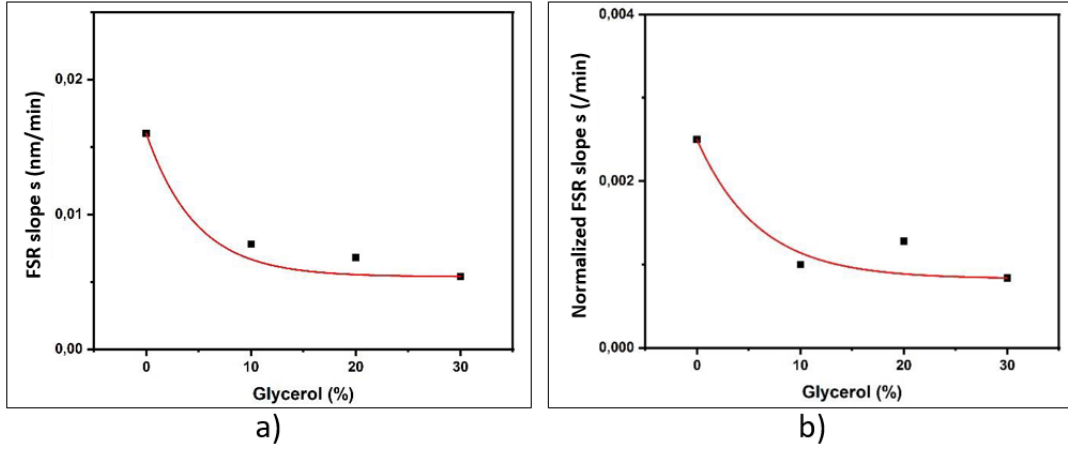 FSR slope s (nm/min)
0,02
0,01
0,00
0
10
20
30
Glycerol (%)
a)
Normalized FSR slope s (/min)
0,004
0,002
0,000
0
10
20
30
Glycerol (%)
b)